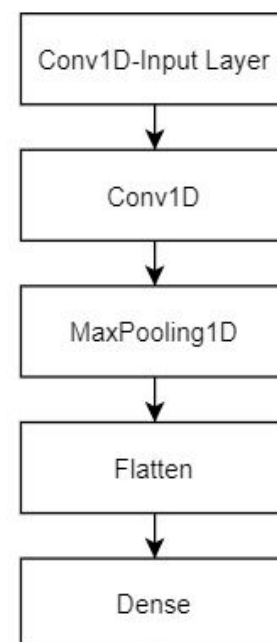 Conv1D-Input Layer
Conv1D
MaxPooling1D
Flatten
Dense